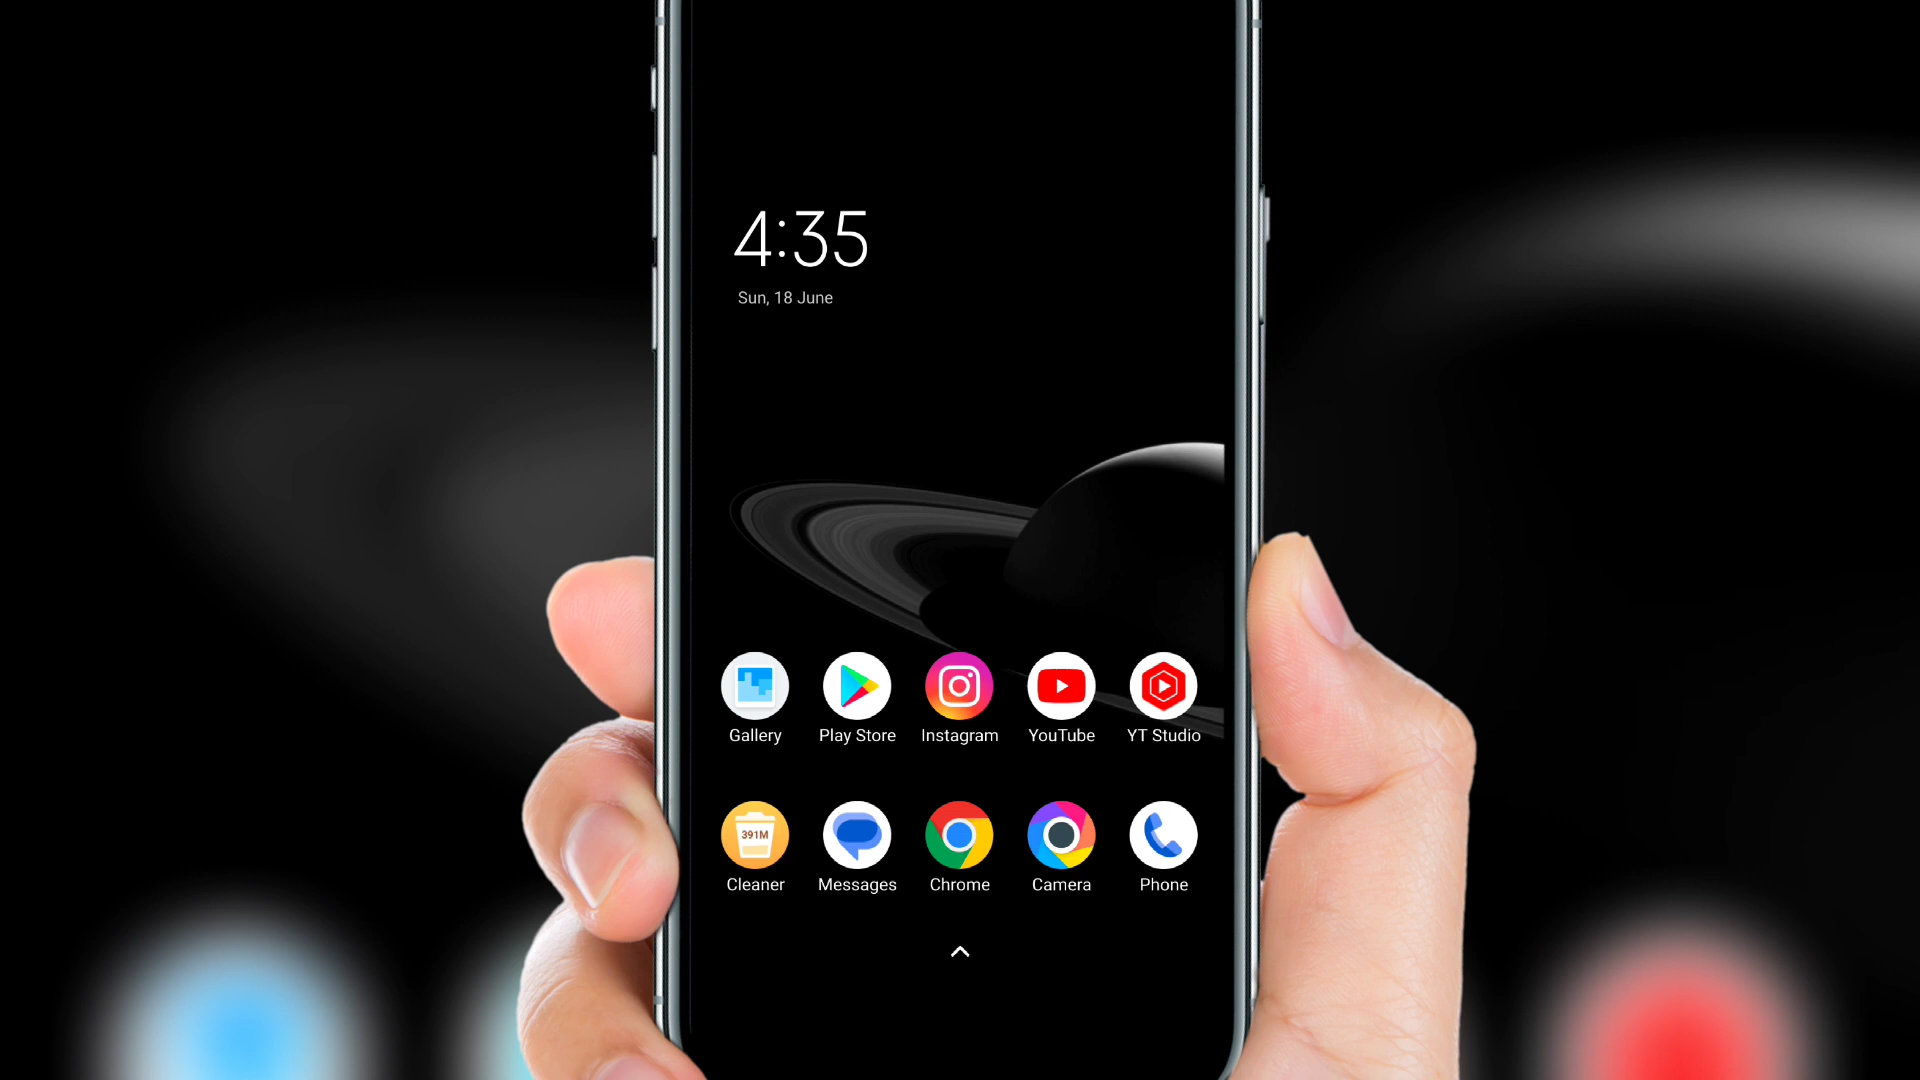 4:35
Sun, 18 June
Gallery Play Store Instagram YouTube YT Studio
391M
Cleaner Messages Chrome Camera Phone